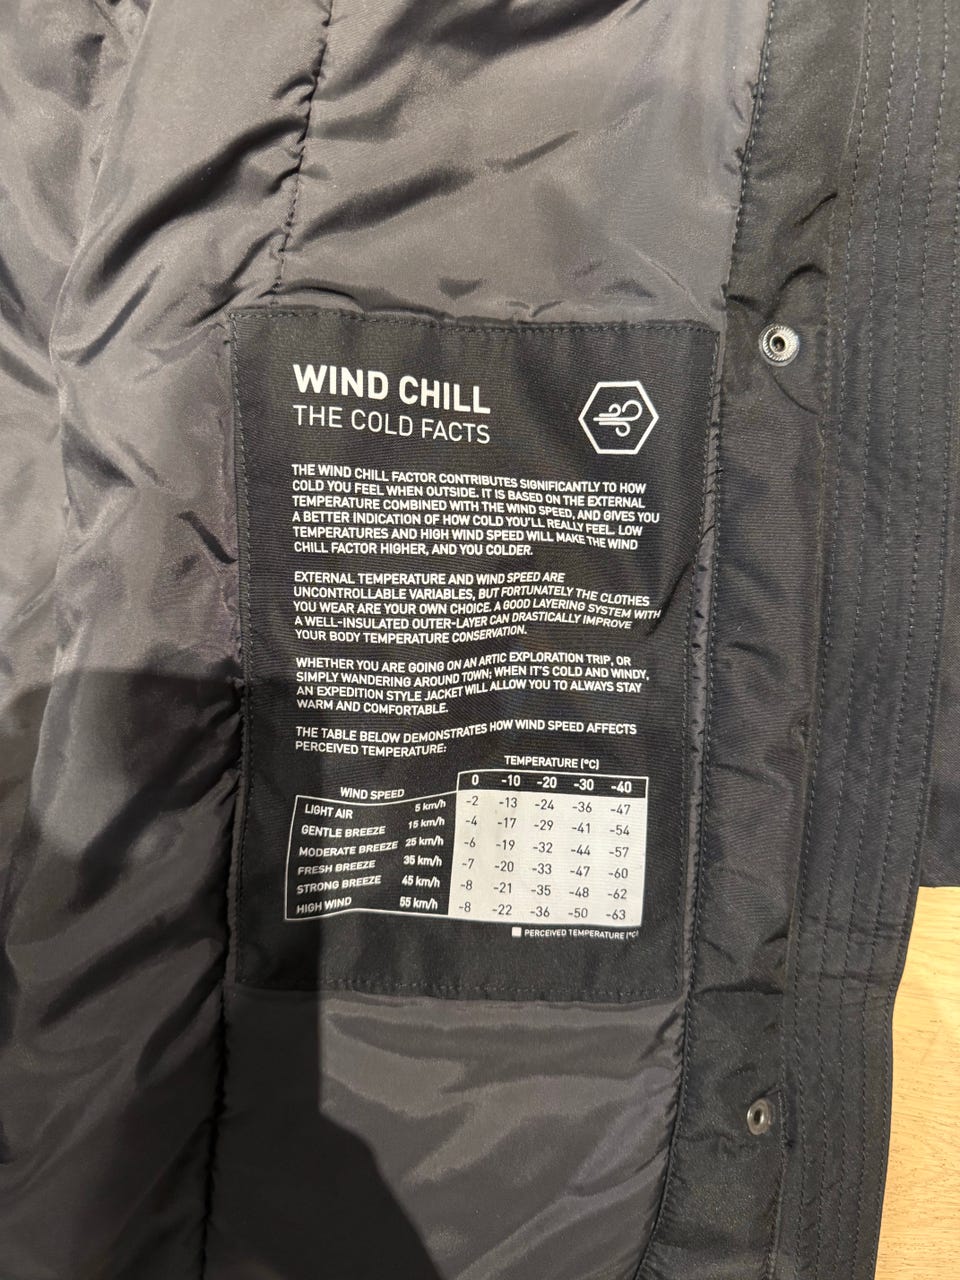 WIND CHILL
THE COLD FACTS
THE WIND CHILL FACTOR CONTRIBUTES SIGNIFICANTLY TO HOW
COLD YOU FEEL WHEN OUTSIDE. IT IS BASED ON THE EXTERNAL
TEMPERATURE COMBINED WITH THE WIND SPEED, AND GIVES YOU
A BETTER INDICATION OF HOW COLD YOU'LL REALLY FEEL. LOW
TEMPERATURES AND HIGH WIND SPEED WILL MAKE THE WIND
CHILL FACTOR HIGHER, AND YOU COLDER.
EXTERNAL TEMPERATURE AND WIND SPEED ARE
UNCONTROLLABLE VARIABLES, BUT FORTUNATELY THE CLOTHES
YOU WEAR ARE YOUR OWN CHOICE. A GOOD LAYERING SYSTEM WITH
A WELL-INSULATED OUTER-LAYER CAN DRASTICALLY IMPROVE
YOUR BODY TEMPERATURE CONSERVATION.
WHETHER YOU ARE GOING ON AN ARTIC EXPLORATION TRIP, OR
SIMPLY WANDERING AROUND TOWN; WHEN IT'S COLD AND WINDY,
AN EXPEDITION STYLE JACKET WILL ALLOW YOU TO ALWAYS STAY
WARM AND COMFORTABLE.
THE TABLE BELOW DEMONSTRATES HOW WIND SPEED AFFECTS
PERCEIVED TEMPERATURE:
TEMPERATURE (°C)
WIND SPEED 0 -10 -20 -30 -40
LIGHT AIR 5 km/h -2 -13 -24 -36 -47
GENTLE BREEZE 15 km/h -4 -17 -29 -41 -54
MODERATE BREEZE 25 km/h -6 -19 -32 -44 -57
FRESH BREEZE 35 km/h -7 -20 -33 -47 -60
STRONG BREEZE 45 km/h -8 -21 -35 -48 -62
HIGH WIND 55 km/h -8 -22 -36 -50 -63
PERCEIVED TEMPERATURE (°C)